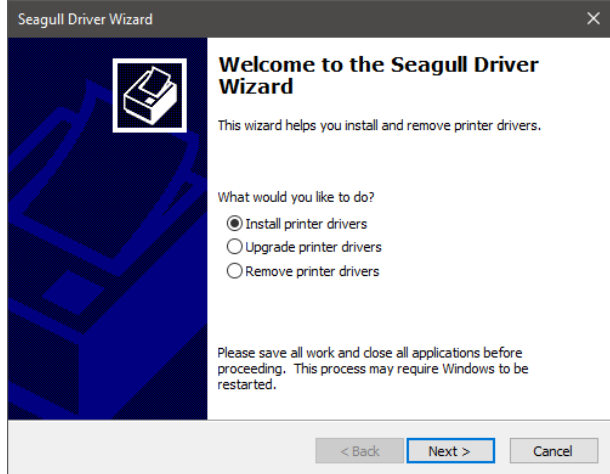 Seagull Driver Wizard
Welcome to the Seagull Driver
Wizard
This wizard helps you install and remove printer drivers.
What would you like to do?
Install printer drivers
Upgrade printer drivers
Remove printer drivers
Please save all work and close all applications before
proceeding. This process may require Windows to be
restarted.
< Back Next > Cancel